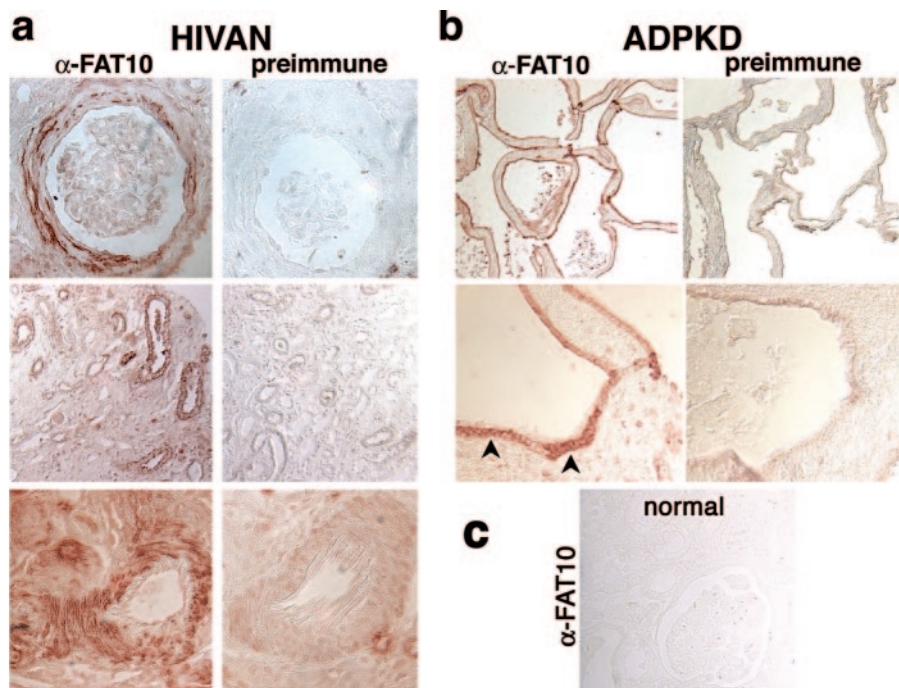 a
HIVAN
α-FAT10 preimmune
b
ADPKD
α-FAT10 preimmune
c
normal
α-FAT10